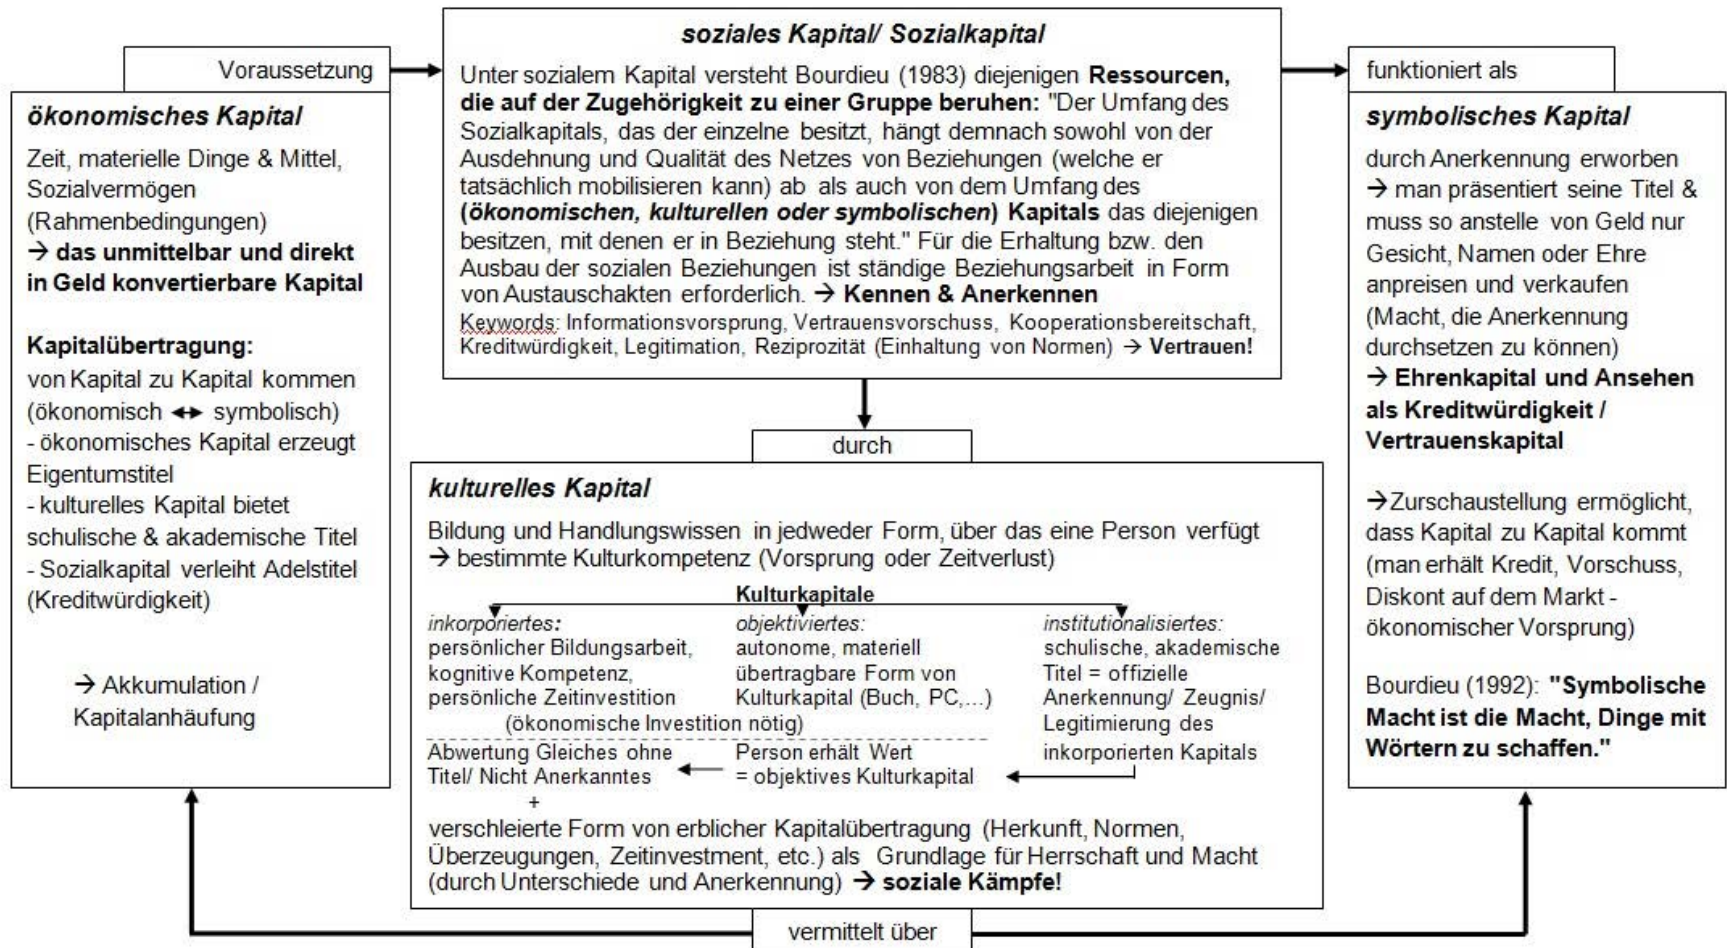 Voraussetzung
ökonomisches Kapital
Zeit, materielle Dinge & Mittel,
Sozialvermögen
(Rahmenbedingungen)
→ das unmittelbar und direkt
in Geld konvertierbare Kapital
Kapitalübertragung:
von Kapital zu Kapital kommen
(ökonomisch ↔ symbolisch)
- ökonomisches Kapital erzeugt
Eigentumstitel
- kulturelles Kapital bietet
schulische & akademische Titel
- Sozialkapital verleiht Adelstitel
(Kreditwürdigkeit)
→ Akkumulation /
Kapitalanhäufung
soziales Kapital/ Sozialkapital
Unter sozialem Kapital versteht Bourdieu (1983) diejenigen Ressourcen,
die auf der Zugehörigkeit zu einer Gruppe beruhen: "Der Umfang des
Sozialkapitals, das der einzelne besitzt, hängt demnach sowohl von der
Ausdehnung und Qualität des Netzes von Beziehungen (welche er
tatsächlich mobilisieren kann) ab als auch von dem Umfang des
(ökonomischen, kulturellen oder symbolischen) Kapitals das diejenigen
besitzen, mit denen er in Beziehung steht." Für die Erhaltung bzw. den
Ausbau der sozialen Beziehungen ist ständige Beziehungsarbeit in Form
von Austauschakten erforderlich. → Kennen & Anerkennen
Keywords: Informationsvorsprung, Vertrauensvorschuss, Kooperationsbereitschaft,
Kreditwürdigkeit, Legitimation, Reziprozität (Einhaltung von Normen) → Vertrauen!
durch
kulturelles Kapital
Bildung und Handlungswissen in jedweder Form, über das eine Person verfügt
→ bestimmte Kulturkompetenz (Vorsprung oder Zeitverlust)
Kulturkapitale
inkorporiertes:
persönlicher Bildungsarbeit,
kognitive Kompetenz,
persönliche Zeitinvestition
objektiviertes:
autonome, materiell
übertragbare Form von
Kulturkapital (Buch, PC,...)
(ökonomische Investition nötig)
institutionalisiertes:
schulische, akademische
Titel = offizielle
Anerkennung/ Zeugnis/
Legitimierung des
inkorporierten Kapitals
Person erhält Wert
= objektives Kulturkapital
Abwertung Gleiches ohne
Titel/ Nicht Anerkanntes
+
verschleierte Form von erblicher Kapitalübertragung (Herkunft, Normen,
Überzeugungen, Zeitinvestment, etc.) als Grundlage für Herrschaft und Macht
(durch Unterschiede und Anerkennung) → soziale Kämpfe!
vermittelt über
funktioniert als
symbolisches Kapital
durch Anerkennung erworben
→ man präsentiert seine Titel &
muss so anstelle von Geld nur
Gesicht, Namen oder Ehre
anpreisen und verkaufen
(Macht, die Anerkennung
durchsetzen zu können)
→ Ehrenkapital und Ansehen
als Kreditwürdigkeit /
Vertrauenskapital
→Zurschaustellung ermöglicht,
dass Kapital zu Kapital kommt
(man erhält Kredit, Vorschuss,
Diskont auf dem Markt -
ökonomischer Vorsprung)
Bourdieu (1992): "Symbolische
Macht ist die Macht, Dinge mit
Wörtern zu schaffen."